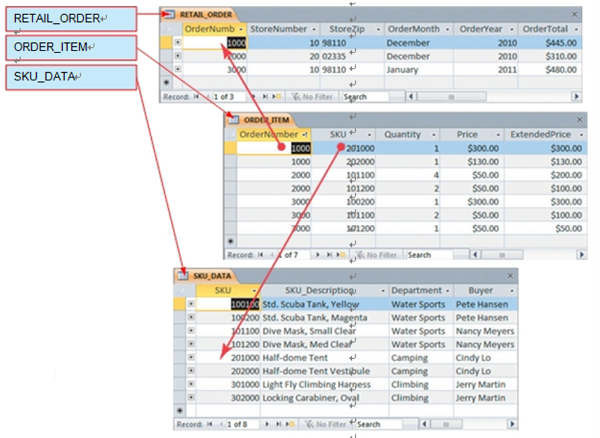 RETAIL_ORDER
ORDER_ITEM
SKU_DATA
RETAIL_ORDER
OrderNumb StoreNumber StoreZip OrderMonth OrderYear OrderTotal
1000 10 98110 December 2010 $445.00
2000 20 02335 December 2010 $310.00
3000 10 98110 January 2011 $480.00
Record: 1 of 3 No Filter Search
ORDER_ITEM
OrderNumber SKU Quantity Price ExtendedPrice
1000 201000 1 $300.00 $300.00
1000 202000 1 $130.00 $130.00
2000 101100 4 $50.00 $200.00
2000 101200 2 $50.00 $100.00
3000 100200 1 $300.00 $300.00
3000 101100 2 $50.00 $100.00
3000 101200 1 $50.00 $50.00
Record: 1 of 7 No Filter Search
SKU_DATA
SKU SKU_Description Department Buyer
100100 Std. Scuba Tank, Yellow Water Sports Pete Hansen
100200 Std. Scuba Tank, Magenta Water Sports Pete Hansen
101100 Dive Mask, Small Clear Water Sports Nancy Meyers
101200 Dive Mask, Med Clear Water Sports Nancy Meyers
201000 Half-dome Tent Camping Cindy Lo
202000 Half-dome Tent Vestibule Camping Cindy Lo
301000 Light Fly Climbing Harness Climbing Jerry Martin
302000 Locking Carabiner, Oval Climbing Jerry Martin
Record: 1 of 8 No Filter Search